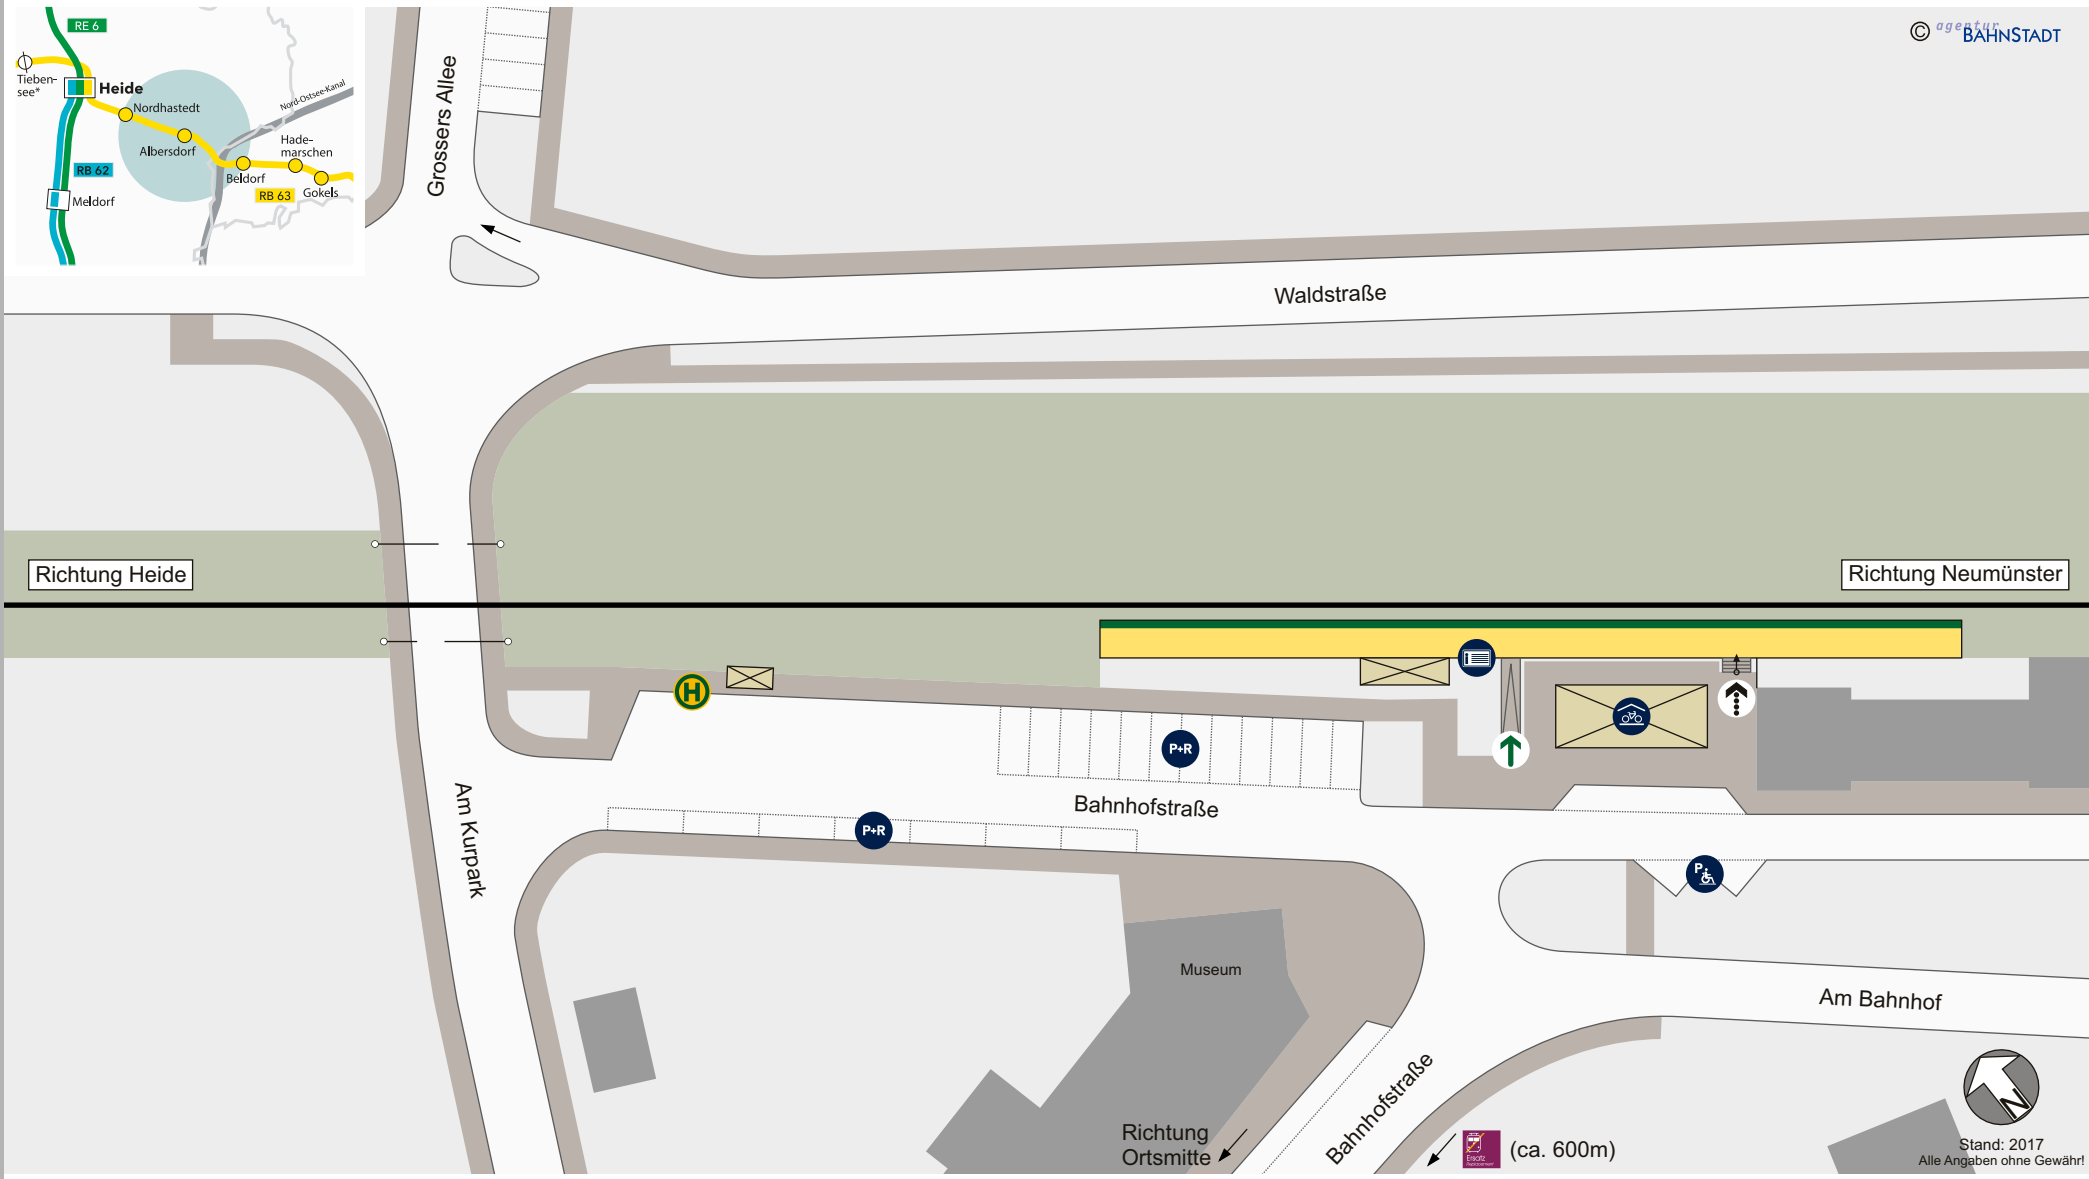 RE 6
Tieben-
see*
Heide
Nordhastedt
Nord-Ostsee-Kanal
Albersdorf
Hade-
marschen
RB 62
Beldorf
RB 63
Gokels
Meldorf
© agentur
BAHNSTADT
Grossers Allee
Waldstraße
Richtung Heide
Richtung Neumünster
H
P+R
Bahnhofstraße
P+R
Am Kurpark
P
Museum
Am Bahnhof
Bahnhofstraße
N
Richtung
Ortsmitte
Ersatz
Replacement
(ca. 600m)
Stand: 2017
Alle Angaben ohne Gewähr!